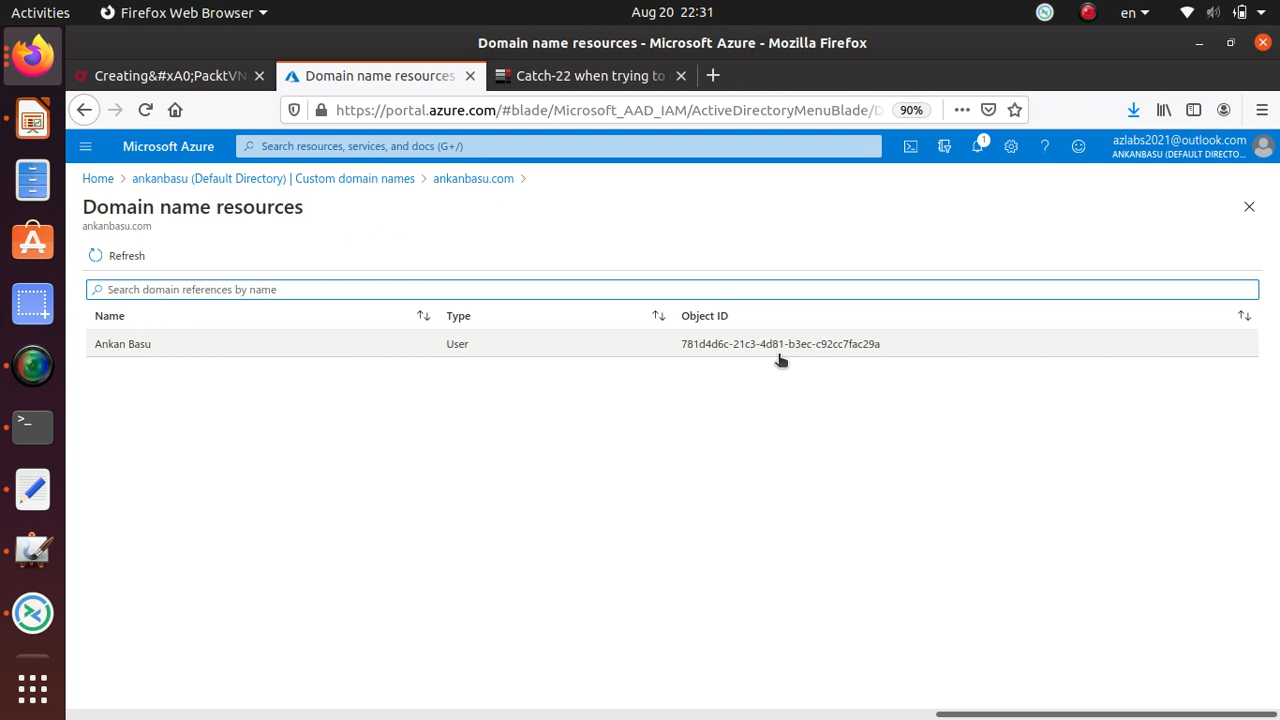 Activities Firefox Web Browser Aug 20 22:31 en
Domain name resources - Microsoft Azure - Mozilla Firefox
Creating&#xA0;PacktVN Domain name resources Catch-22 when trying to
https://portal.azure.com/#blade/Microsoft_AAD_IAM/ActiveDirectoryMenuBlade/D 90%
Microsoft Azure Search resources, services, and docs (G+/) 1 azlabs2021@outlook.com
ANKANBASU (DEFAULT DIRECTO...
Home > ankanbasu (Default Directory) | Custom domain names > ankanbasu.com >
Domain name resources
ankanbasu.com
Refresh
Search domain references by name
Name Type Object ID
Ankan Basu User 781d4d6c-21c3-4d81-b3ec-c92cc7fac29a